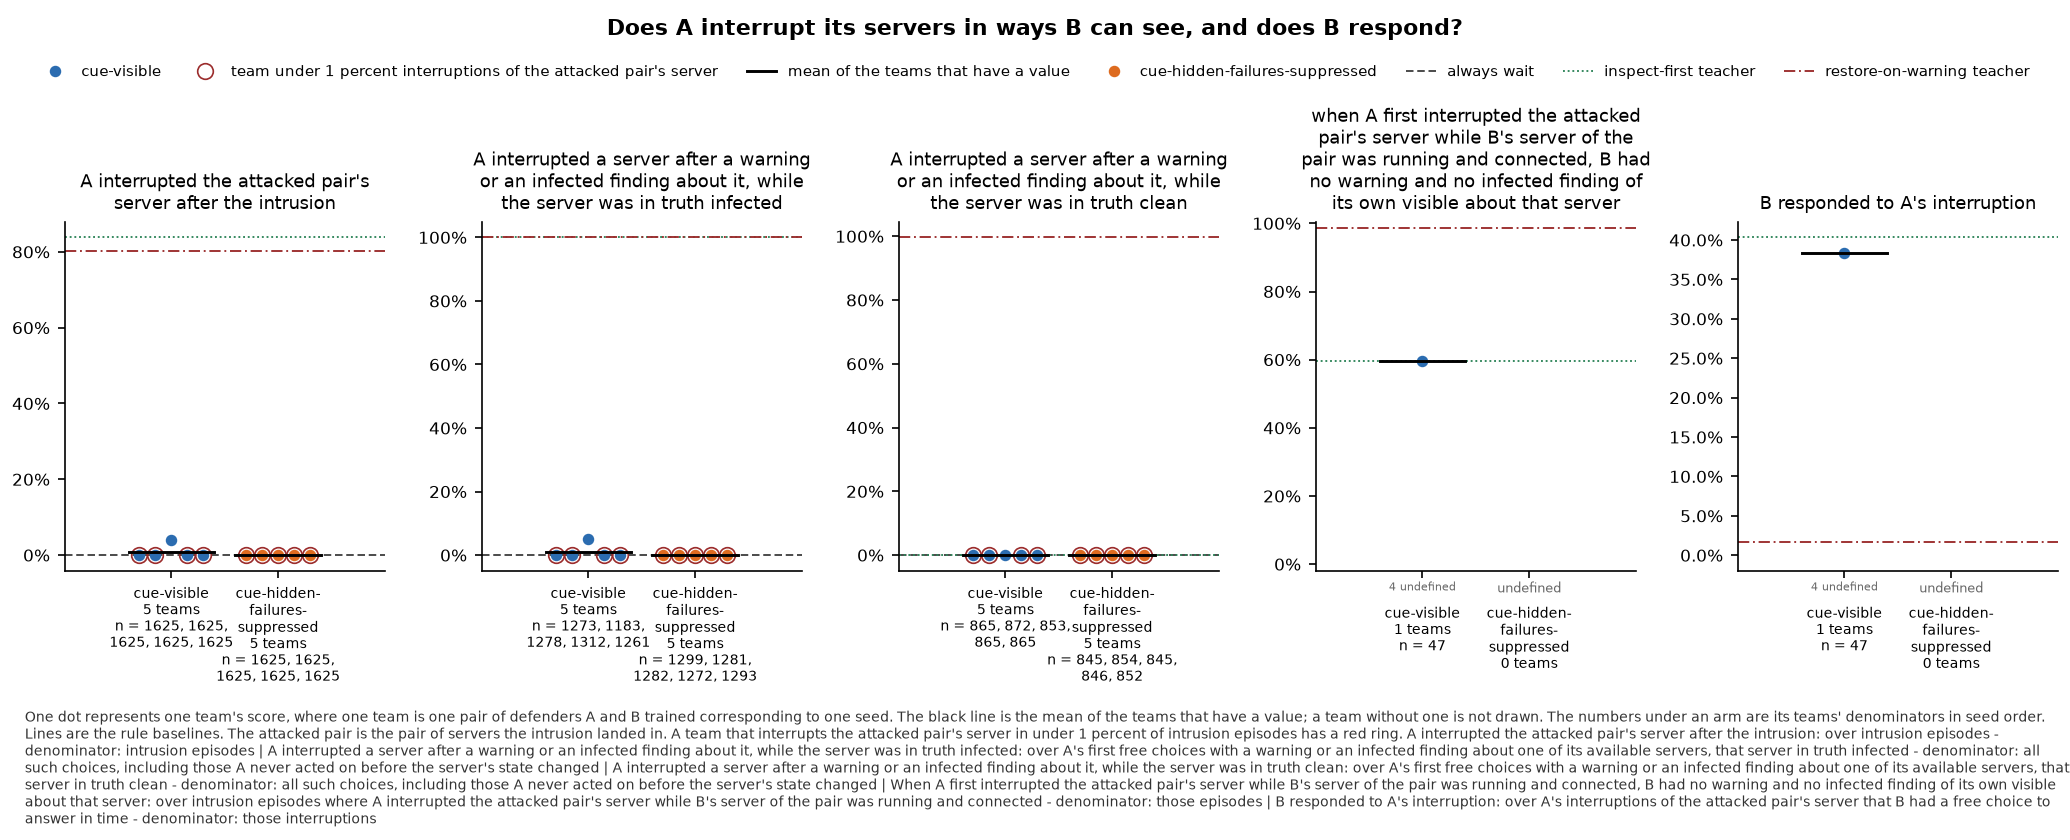 Does A interrupt its servers in ways B can see, and does B respond?
cue-visible
team under 1 percent interruptions of the attacked pair's server
mean of the teams that have a value
cue-hidden-failures-suppressed
always wait
inspect-first teacher
restore-on-warning teacher
A interrupted the attacked pair's
server after the intrusion
80%
60%
40%
20%
0%
cue-visible
5 teams
n = 1625, 1625,
1625, 1625, 1625
cue-hidden-
failures-
suppressed
5 teams
n = 1625, 1625,
1625, 1625, 1625
A interrupted a server after a warning
or an infected finding about it, while
the server was in truth infected
100%
80%
60%
40%
20%
0%
cue-visible
5 teams
n = 1273, 1183,
1278, 1312, 1261
cue-hidden-
failures-
suppressed
5 teams
n = 1299, 1281,
1282, 1272, 1293
A interrupted a server after a warning
or an infected finding about it, while
the server was in truth clean
100%
80%
60%
40%
20%
0%
cue-visible
5 teams
n = 865, 872, 853,
865, 865
cue-hidden-
failures-
suppressed
5 teams
n = 845, 854, 845,
846, 852
when A first interrupted the attacked
pair's server while B's server of the
pair was running and connected, B had
no warning and no infected finding of
its own visible about that server
100%
80%
60%
40%
20%
0%
4 undefined
cue-visible
1 teams
n = 47
undefined
cue-hidden-
failures-
suppressed
0 teams
B responded to A's interruption
40.0%
35.0%
30.0%
25.0%
20.0%
15.0%
10.0%
5.0%
0.0%
4 undefined
cue-visible
1 teams
n = 47
undefined
cue-hidden-
failures-
suppressed
0 teams
One dot represents one team's score, where one team is one pair of defenders A and B trained corresponding to one seed. The black line is the mean of the teams that have a value; a team without one is not drawn. The numbers under an arm are its teams' denominators in seed order.
Lines are the rule baselines. The attacked pair is the pair of servers the intrusion landed in. A team that interrupts the attacked pair's server in under 1 percent of intrusion episodes has a red ring. A interrupted the attacked pair's server after the intrusion: over intrusion episodes -
denominator: intrusion episodes | A interrupted a server after a warning or an infected finding about it, while the server was in truth infected: over A's first free choices with a warning or an infected finding about one of its available servers, that server in truth infected - denominator: all
such choices, including those A never acted on before the server's state changed | A interrupted a server after a warning or an infected finding about it, while the server was in truth clean: over A's first free choices with a warning or an infected finding about one of its available servers, that
server in truth clean - denominator: all such choices, including those A never acted on before the server's state changed | When A first interrupted the attacked pair's server while B's server of the pair was running and connected, B had no warning and no infected finding of its own visible
about that server: over intrusion episodes where A interrupted the attacked pair's server while B's server of the pair was running and connected - denominator: those episodes | B responded to A's interruption: over A's interruptions of the attacked pair's server that B had a free choice to
answer in time - denominator: those interruptions